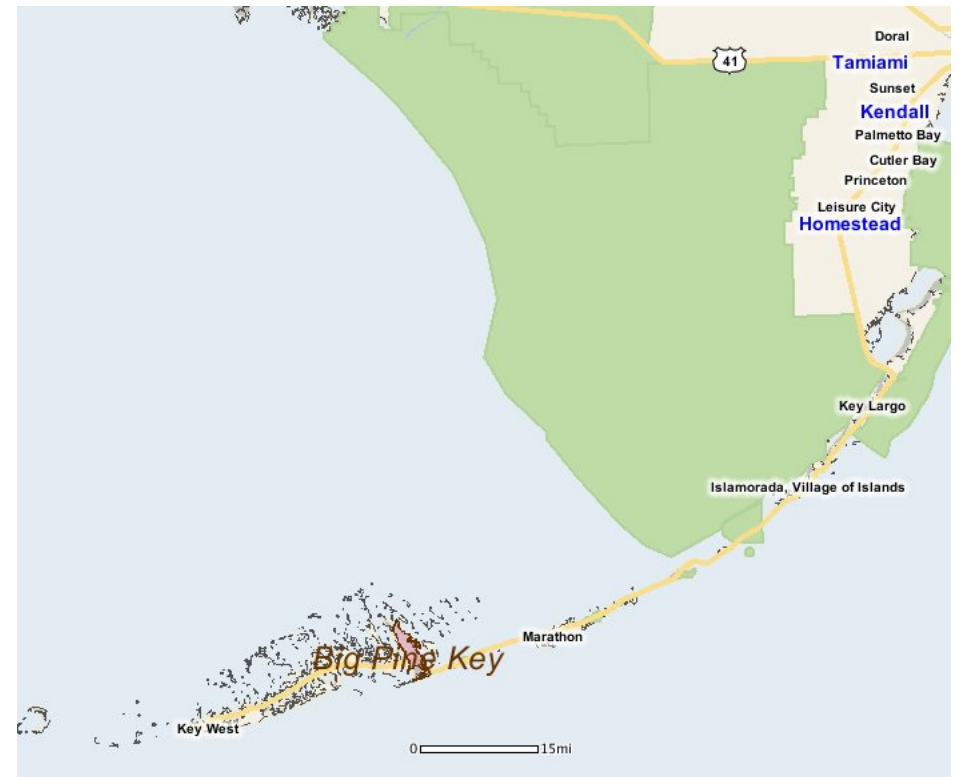 Doral
41
Tamiami
Sunset
Kendall
Palmetto Bay
Cutler Bay
Princeton
Leisure City
Homestead
Key Largo
Islamorada, Village of Islands
Marathon
Big Pine Key
Key West
0 15mi